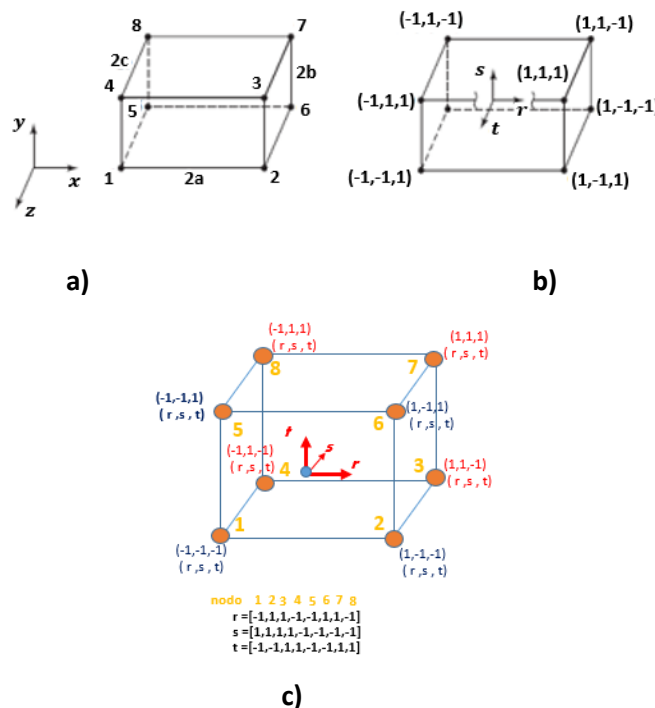 8
7
2c
2b
4
3
5
6
y
x
z
1
2a
2
a)
(-1,1,-1)
(1,1,-1)
s
(1,1,1)
(-1,1,1)
r
(1,-1,-1)
t
(-1,-1,1)
(1,-1,1)
b)
(-1,1,1)
( r ,s , t)
8
(1,1,1)
( r ,s , t)
7
(-1,-1,1)
( r ,s , t)
5
(1,-1,1)
( r ,s , t)
6
t
s
r
(-1,1,-1)
( r ,s , t)
4
3
(1,1,-1)
( r ,s , t)
1
2
(-1,-1,-1)
( r ,s , t)
(1,-1,-1)
( r ,s , t)
nodo 1 2 3 4 5 6 7 8
r =[-1,1,1,-1,-1,1,1,-1]
s =[1,1,1,1,-1,-1,-1,-1]
t =[-1,-1,1,1,-1,-1,1,1]
c)